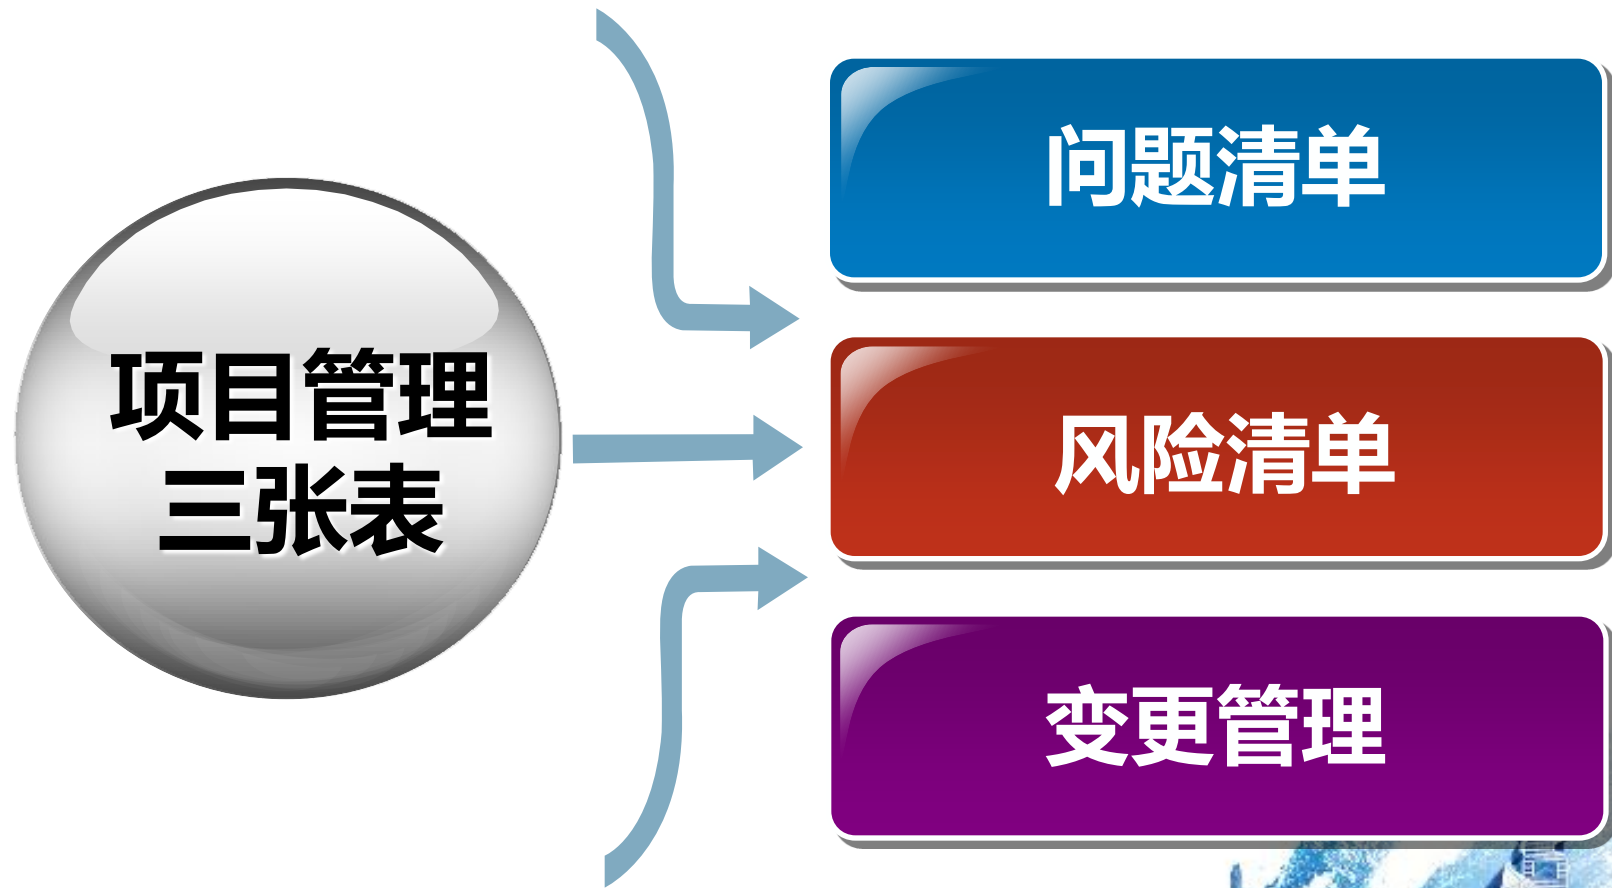 项目管理
三张表
问题清单
风险清单
变更管理